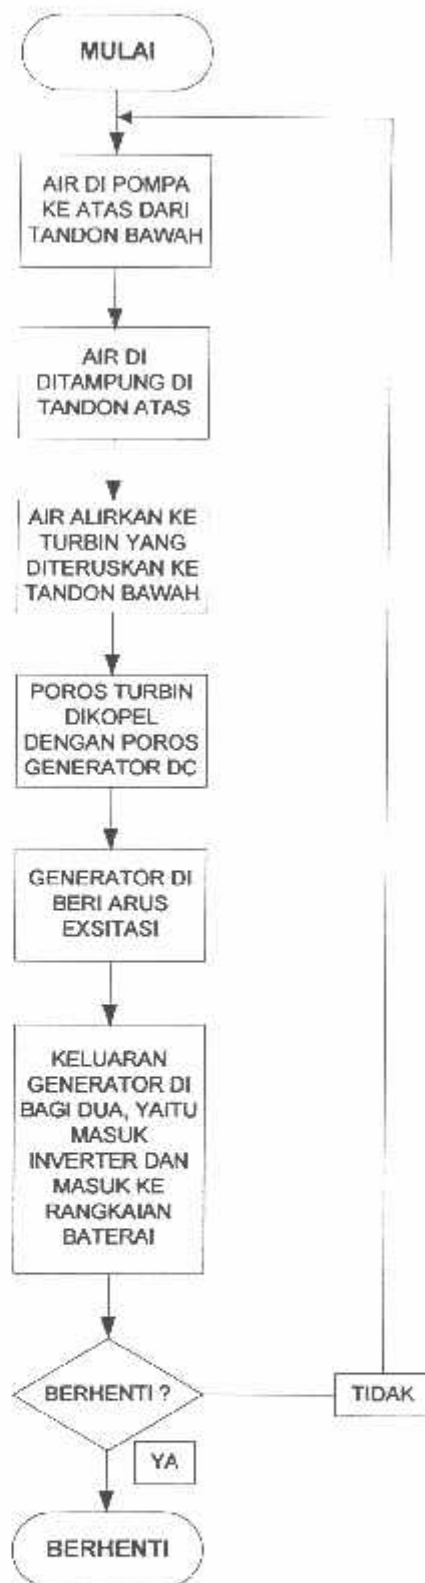 MULAI
AIR DI POMPA
KE ATAS DARI
TANDON BAWAH
AIR DI
DITAMPUNG DI
TANDON ATAS
AIR ALIRKAN KE
TURBIN YANG
DITERUSKAN KE
TANDON BAWAH
POROS TURBIN
DIKOPEL
DENGAN POROS
GENERATOR DC
GENERATOR DI
BERI ARUS
EXSITASI
KELUARAN
GENERATOR DI
BAGI DUA, YAITU
MASUK
INVERTER DAN
MASUK KE
RANGKAIAN
BATERAI
BERHENTI ?
TIDAK
YA
BERHENTI